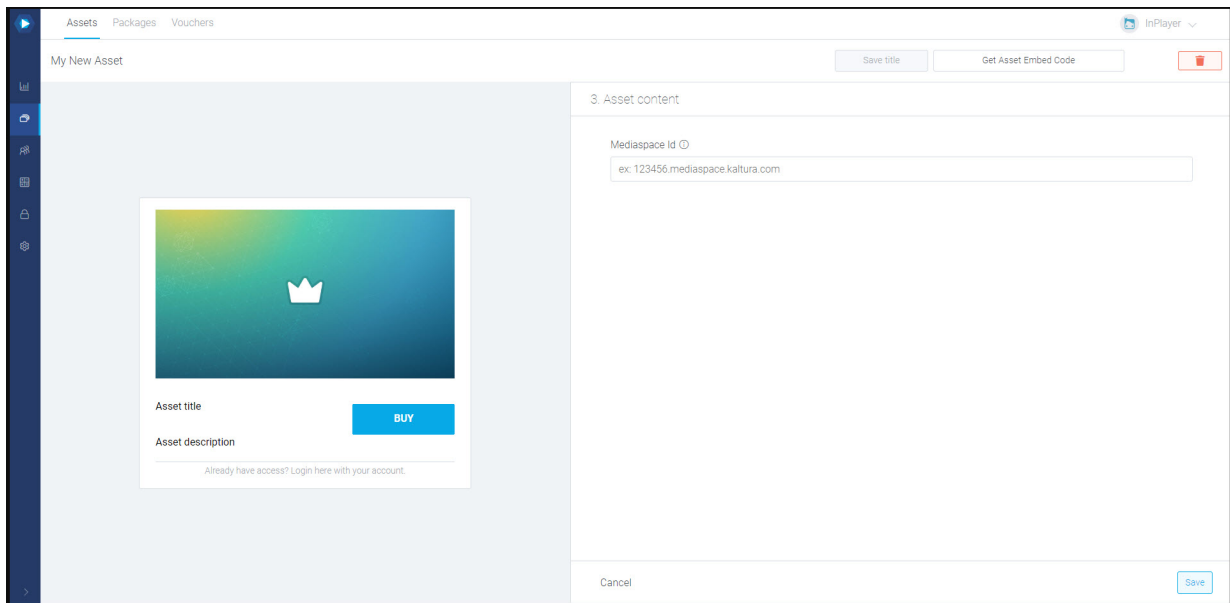 Assets Packages Vouchers InPlayer
My New Asset Save title Get Asset Embed Code
3. Asset content
Mediaspace Id
ex: 123456.mediaspace.kaltura.com
Asset title
BUY
Asset description
Already have access? Login here with your account.
Cancel Save